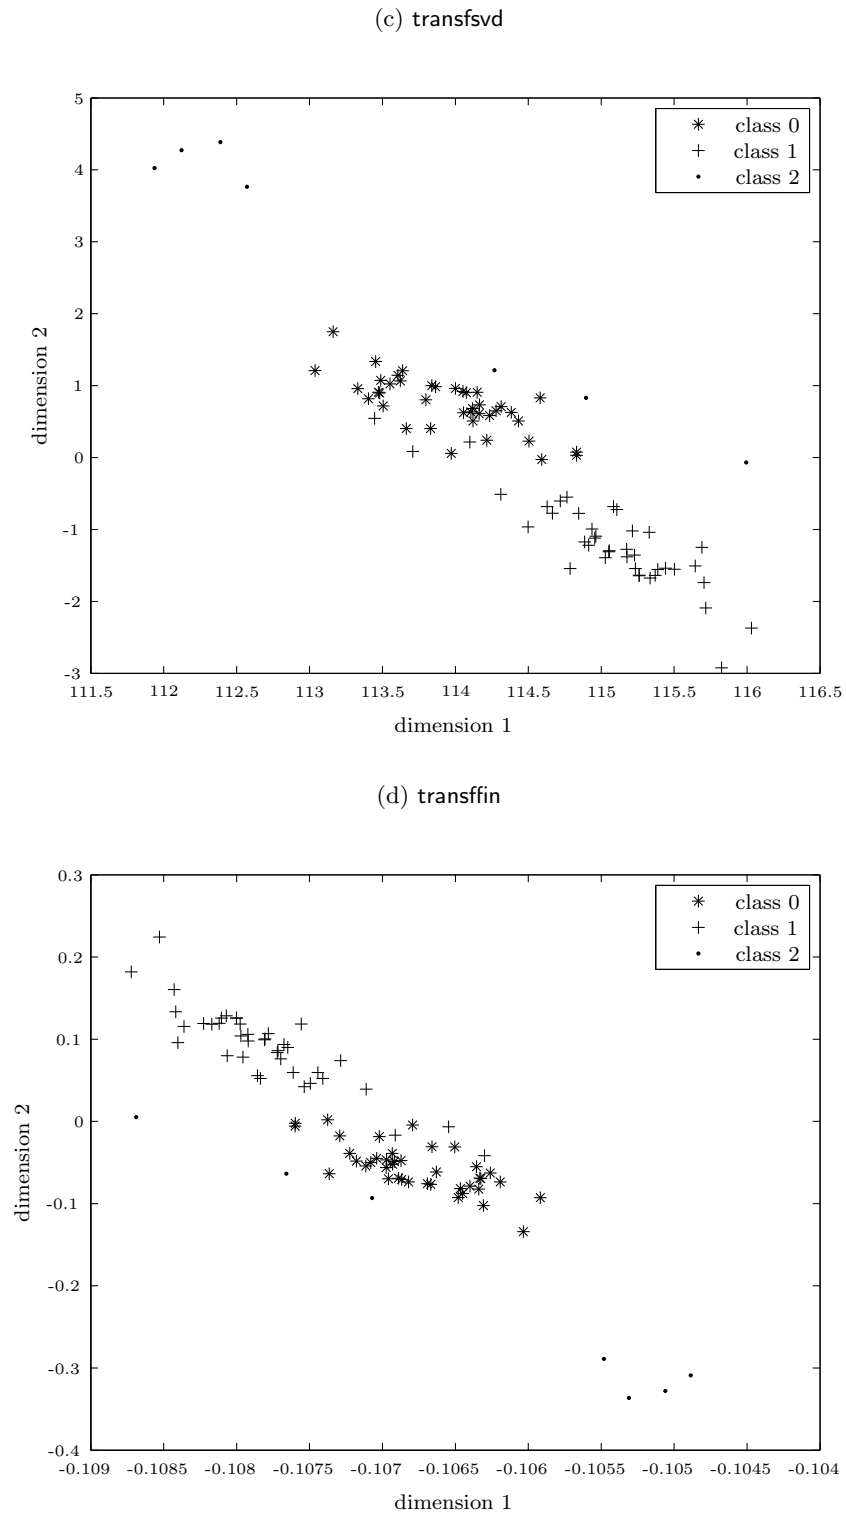 (c) transfsvd
5
4
3
2
1
0
-1
-2
-3
111.5 112 112.5 113 113.5 114 114.5 115 115.5 116 116.5
dimension 2
dimension 1
class 0
class 1
class 2
(d) transffin
0.3
0.2
0.1
0
-0.1
-0.2
-0.3
-0.4
-0.109 -0.1085 -0.108 -0.1075 -0.107 -0.1065 -0.106 -0.1055 -0.105 -0.1045 -0.104
dimension 2
dimension 1
class 0
class 1
class 2